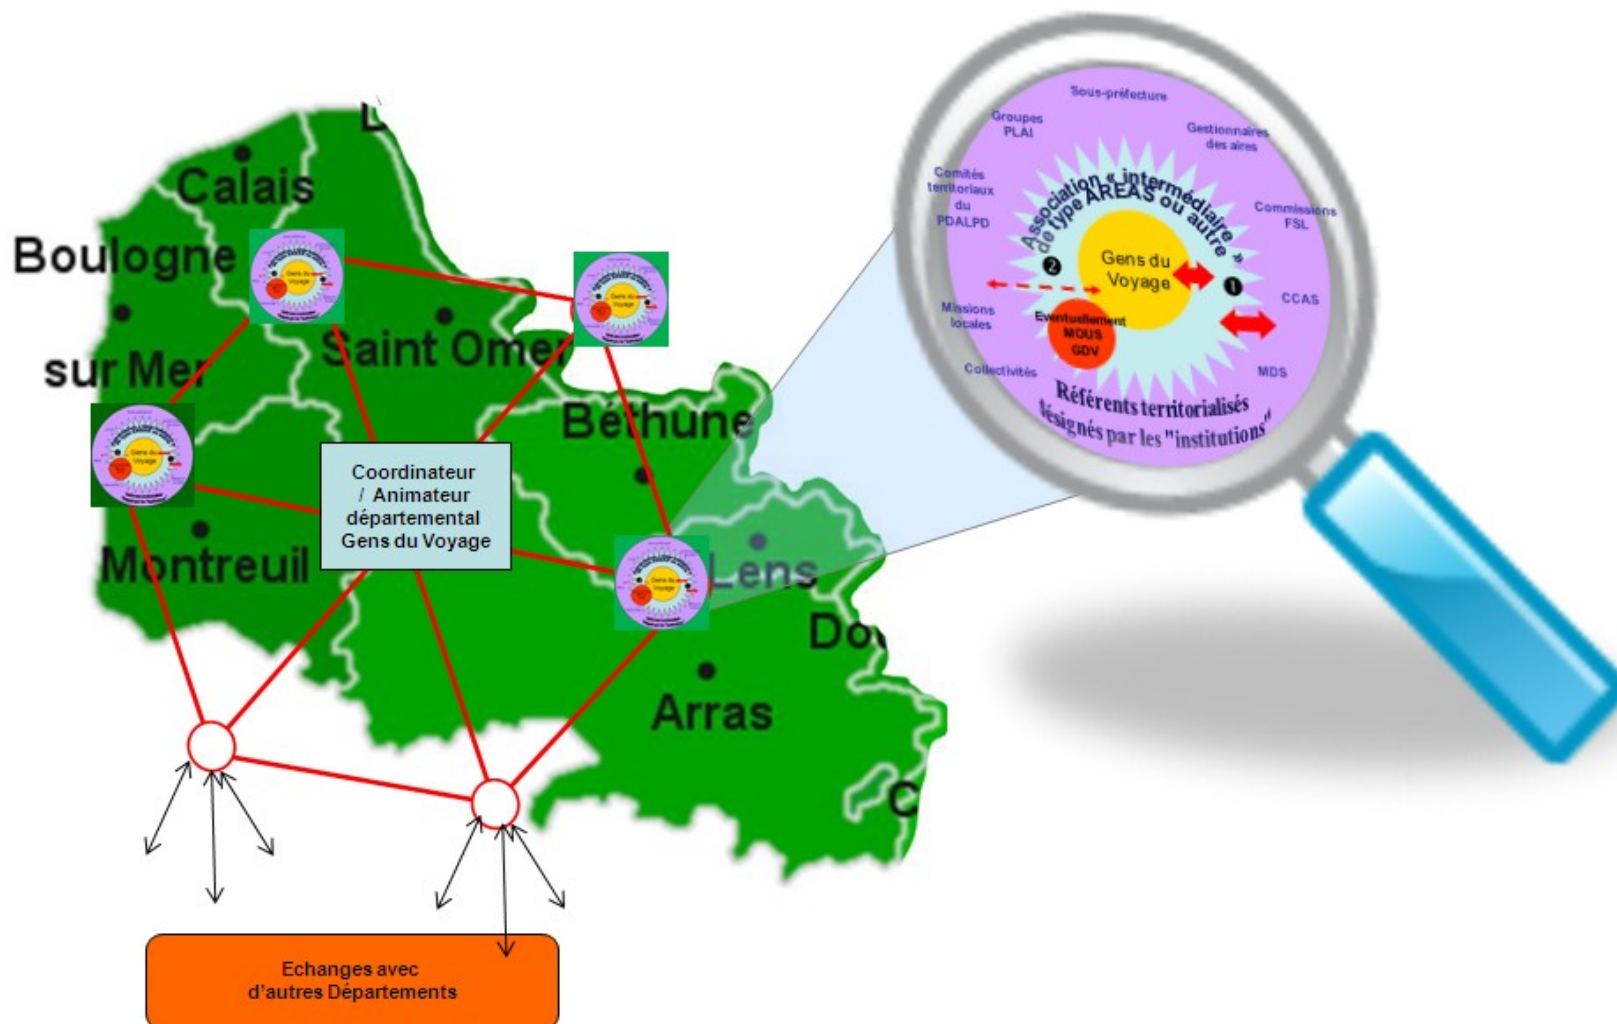 Calais
Boulogne
sur Mer
Saint Omer
Béthune
Coordinateur
/ Animateur
départemental
Gens du Voyage
Montreuil
Lens
Arras
Echanges avec
d'autres Départements
Sous-préfecture
Groupes
PLAI
Gestionnaires
des aires
Comités
territoriaux
du
PDALPD
Commissions
FSL
Association « intermédiaire »
de type AREAS ou autre
Gens du
Voyage
2
1
CCAS
Missions
locales
Eventuellement
MOUS
GDV
MDS
Collectivités
Référents territorialisés
désignés par les "institutions"